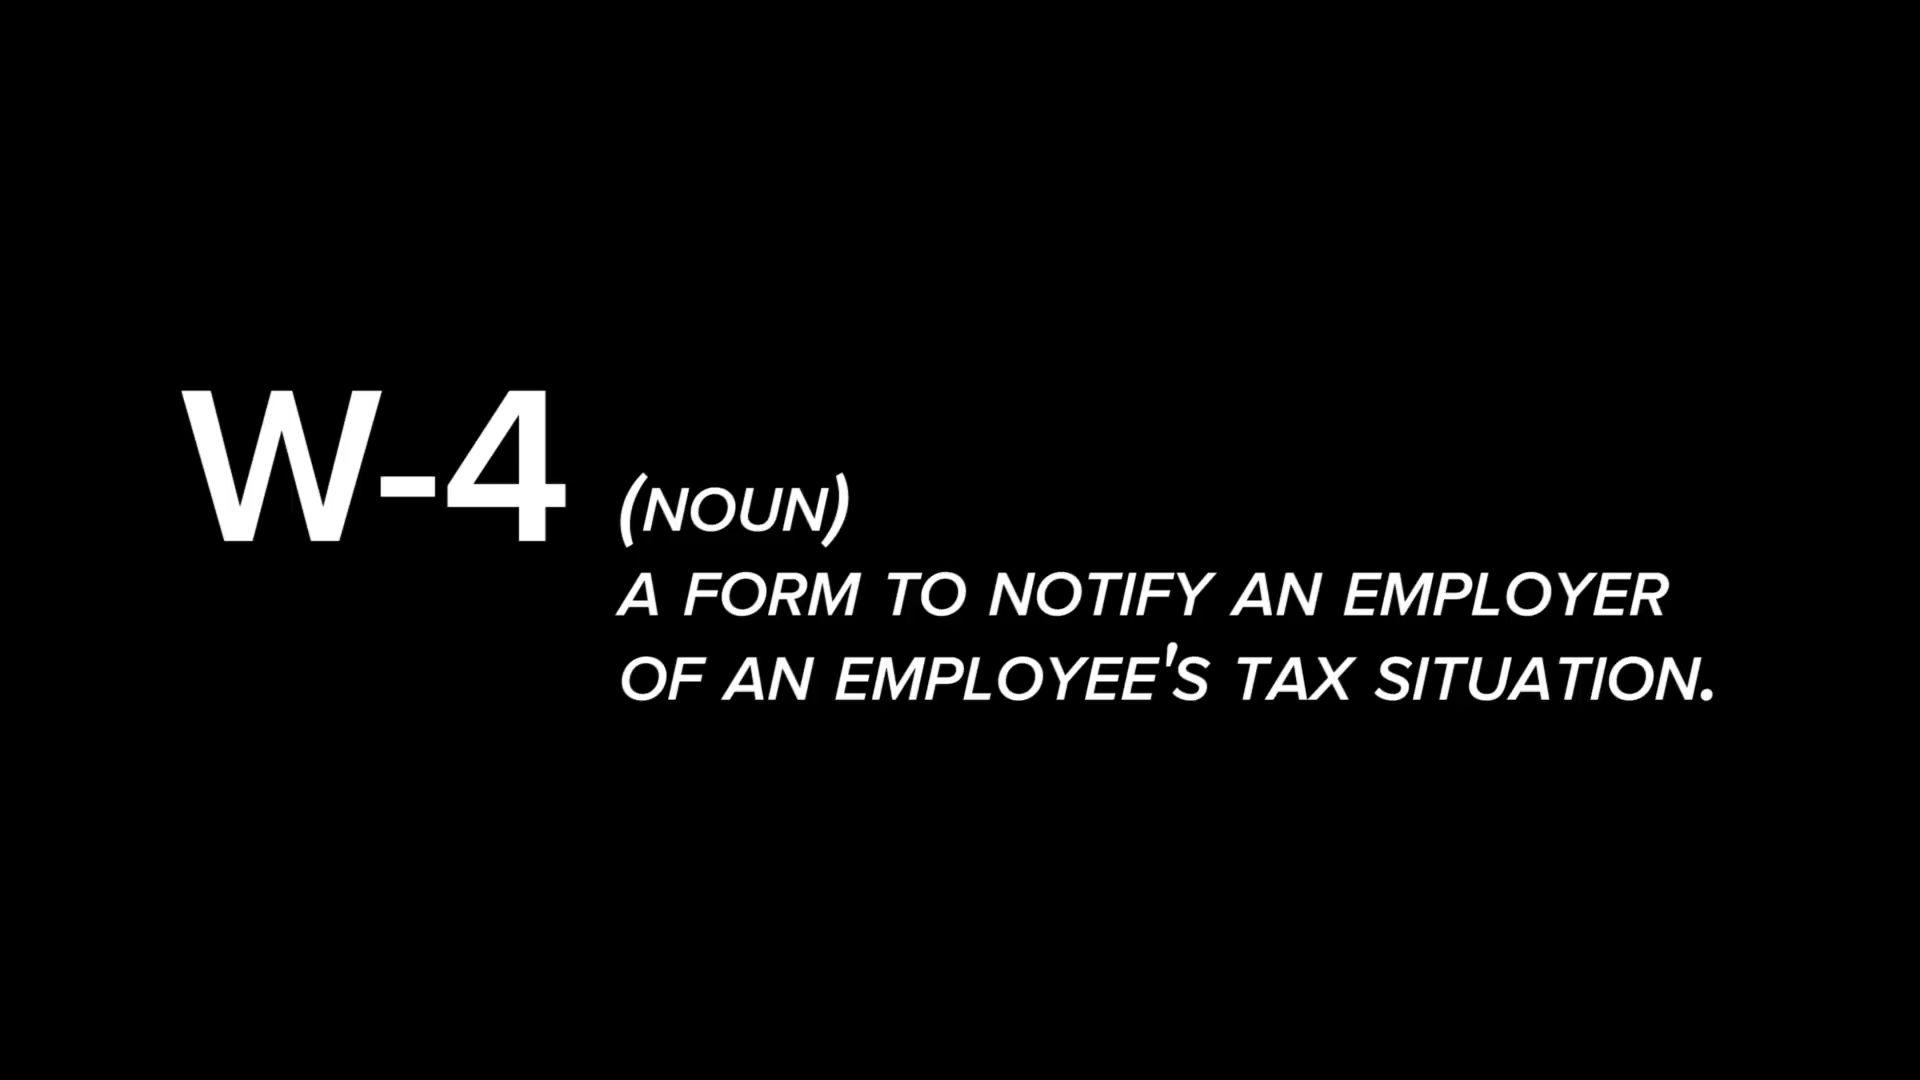 W-4 (NOUN)
A FORM TO NOTIFY AN EMPLOYER
OF AN EMPLOYEE'S TAX SITUATION.